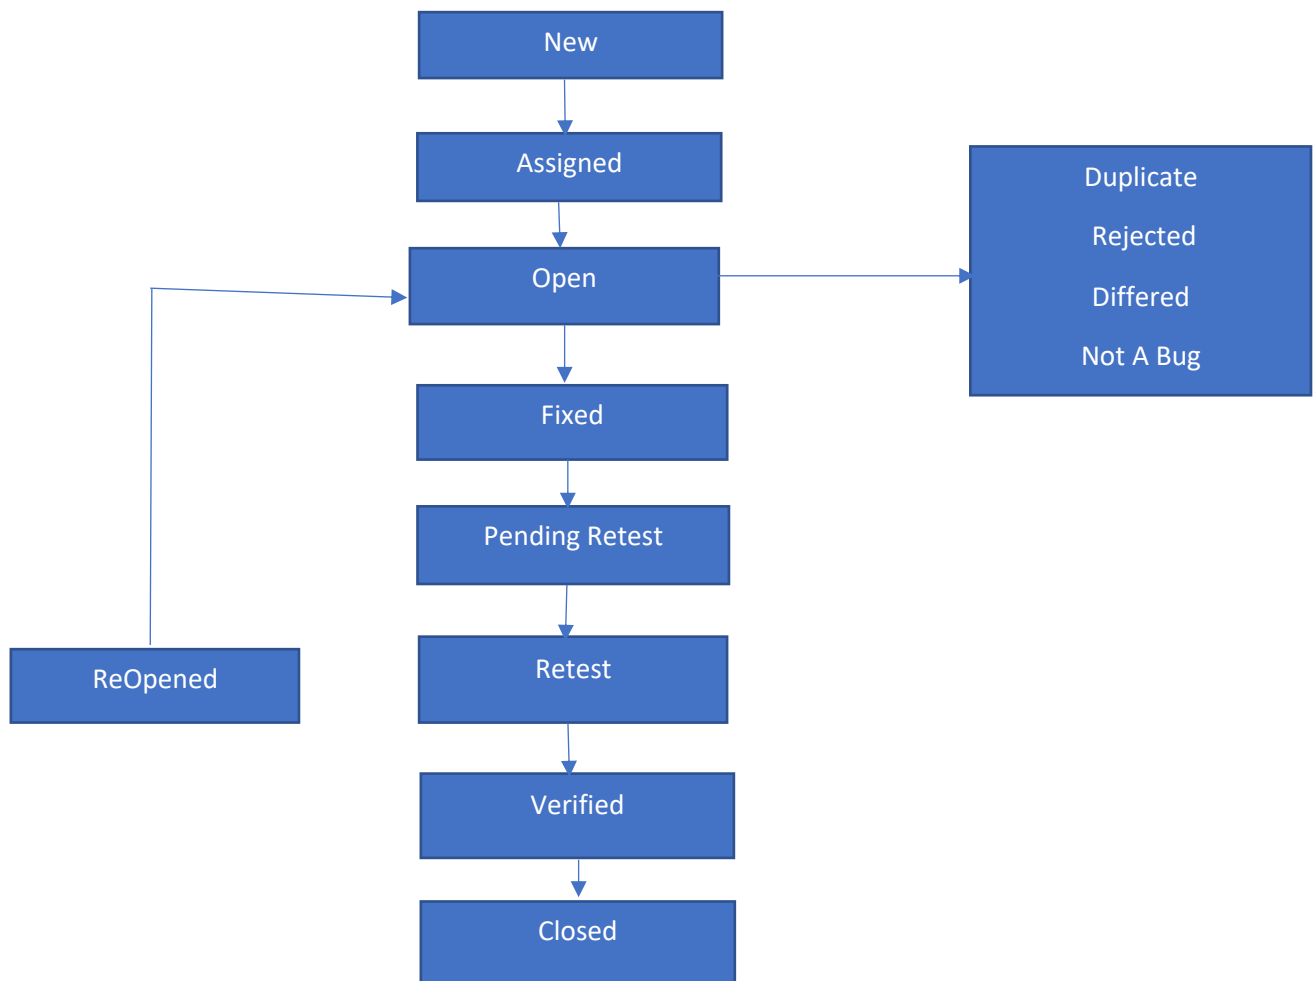 New
Assigned
Open
Duplicate
Rejected
Differed
Not A Bug
Fixed
Pending Retest
ReOpened
Retest
Verified
Closed